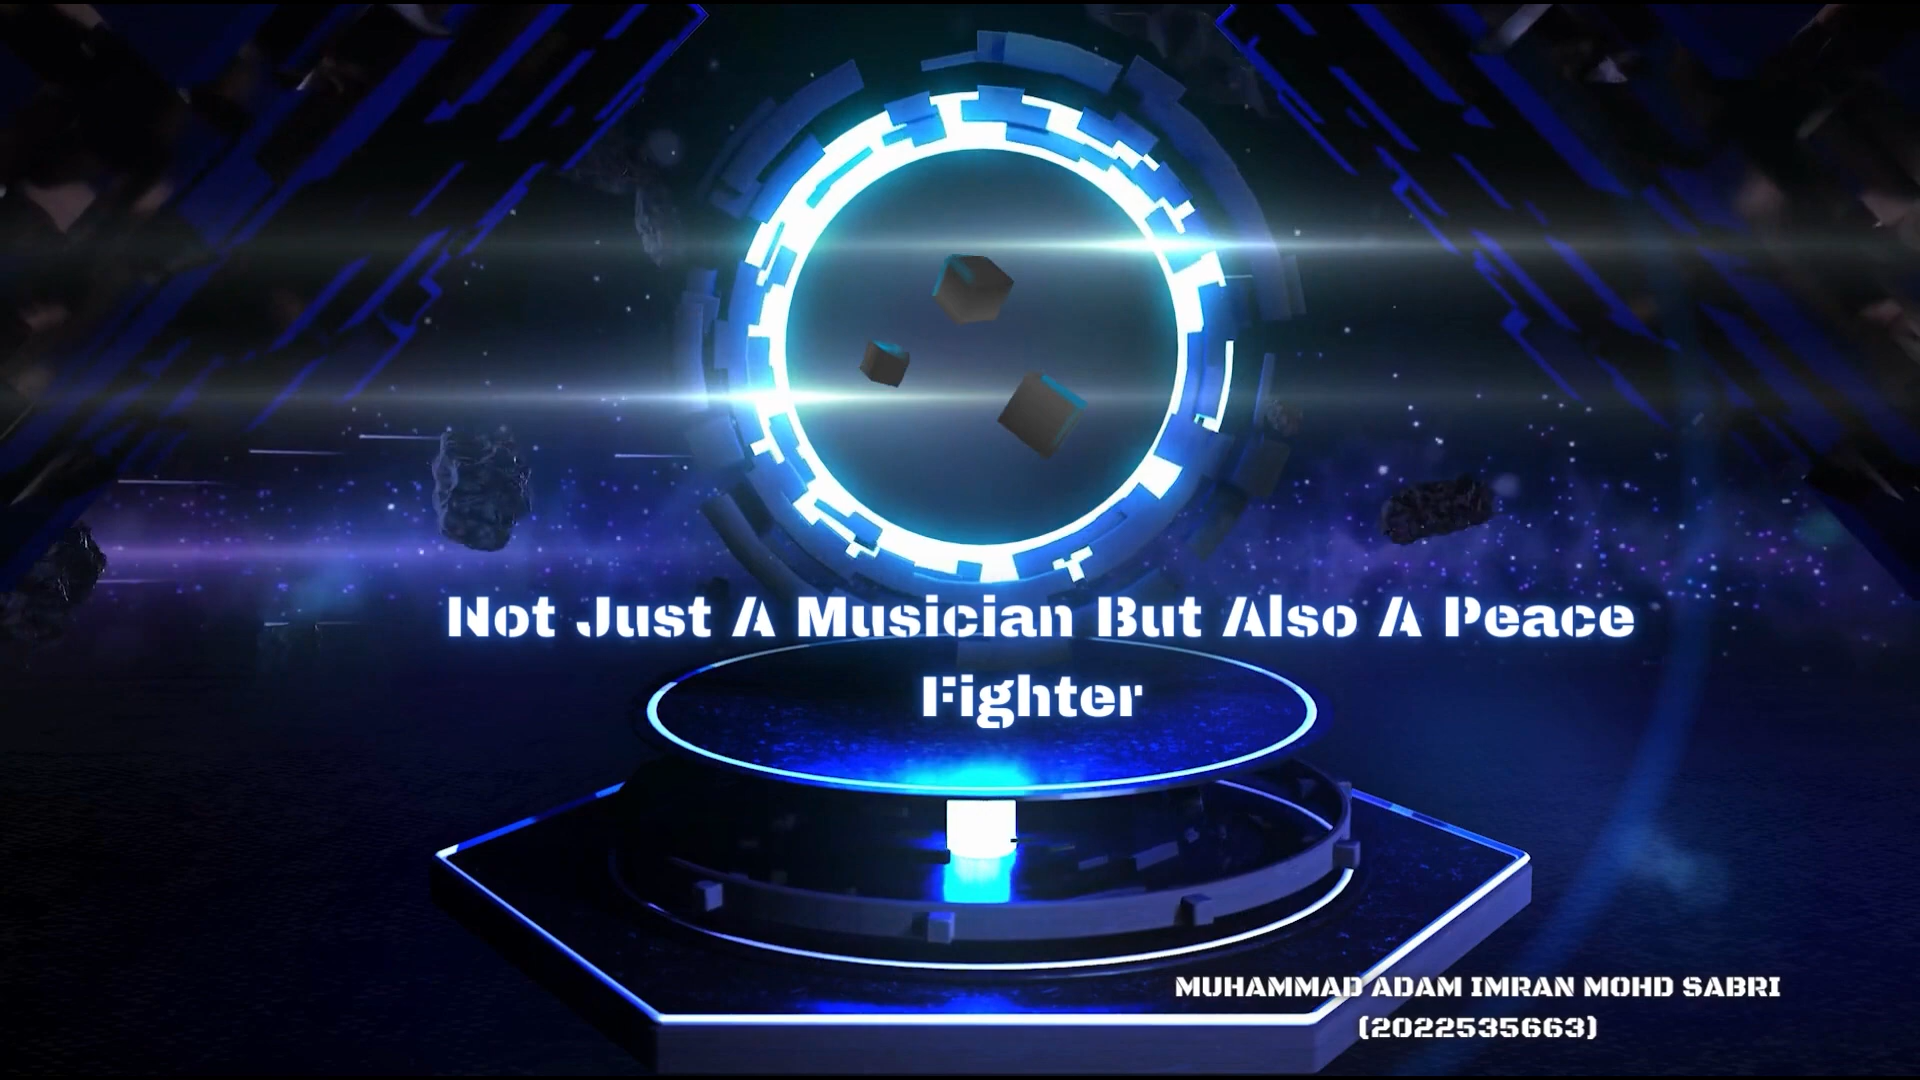 Not Just A Musician But Also A Peace
Fighter
MUHAMMAD ADAM IMRAN MOHD SABRI
(2022535663)